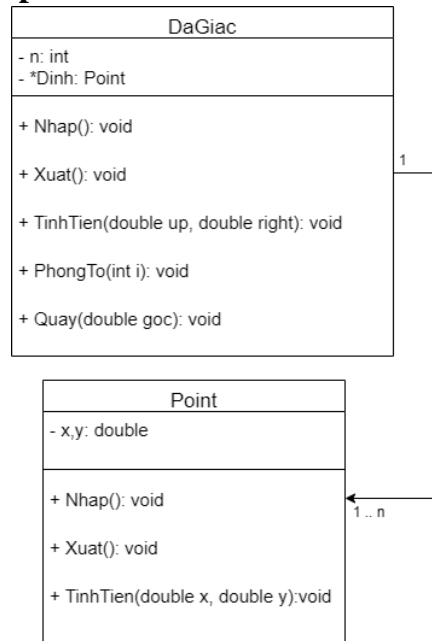 DaGiac
- n: int
- *Dinh: Point
+ Nhap(): void
+ Xuat(): void
+ TinhTien(double up, double right): void
+ PhongTo(int i): void
+ Quay(double goc): void
1
Point
- x,y: double
+ Nhap(): void
+ Xuat(): void
+ TinhTien(double x, double y):void
1 .. n